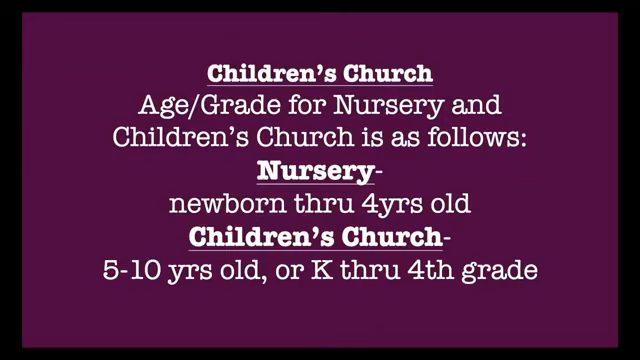 Children's Church
Age/Grade for Nursery and
Children's Church is as follows:
Nursery-
newborn thru 4yrs old
Children's Church-
5-10 yrs old, or K thru 4th grade